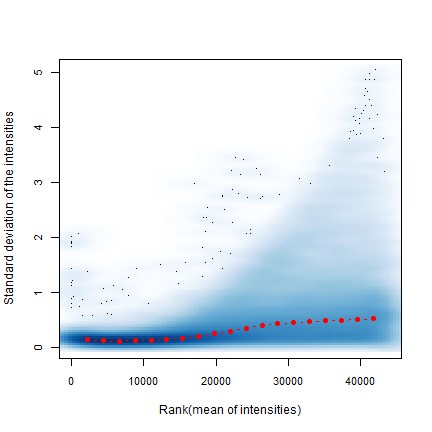 Standard deviation of the intensities
5
4
3
2
1
0
0 10000 20000 30000 40000
Rank(mean of intensities)